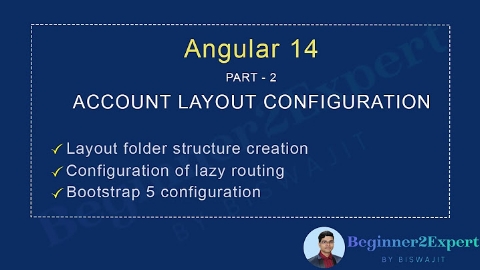 Angular 14
PART - 2
ACCOUNT LAYOUT CONFIGURATION
Layout folder structure creation
Configuration of lazy routing
Bootstrap 5 configuration
Beginner2Expert
BY BISWAJIT
Beginner2Expert
BY BISWAJIT